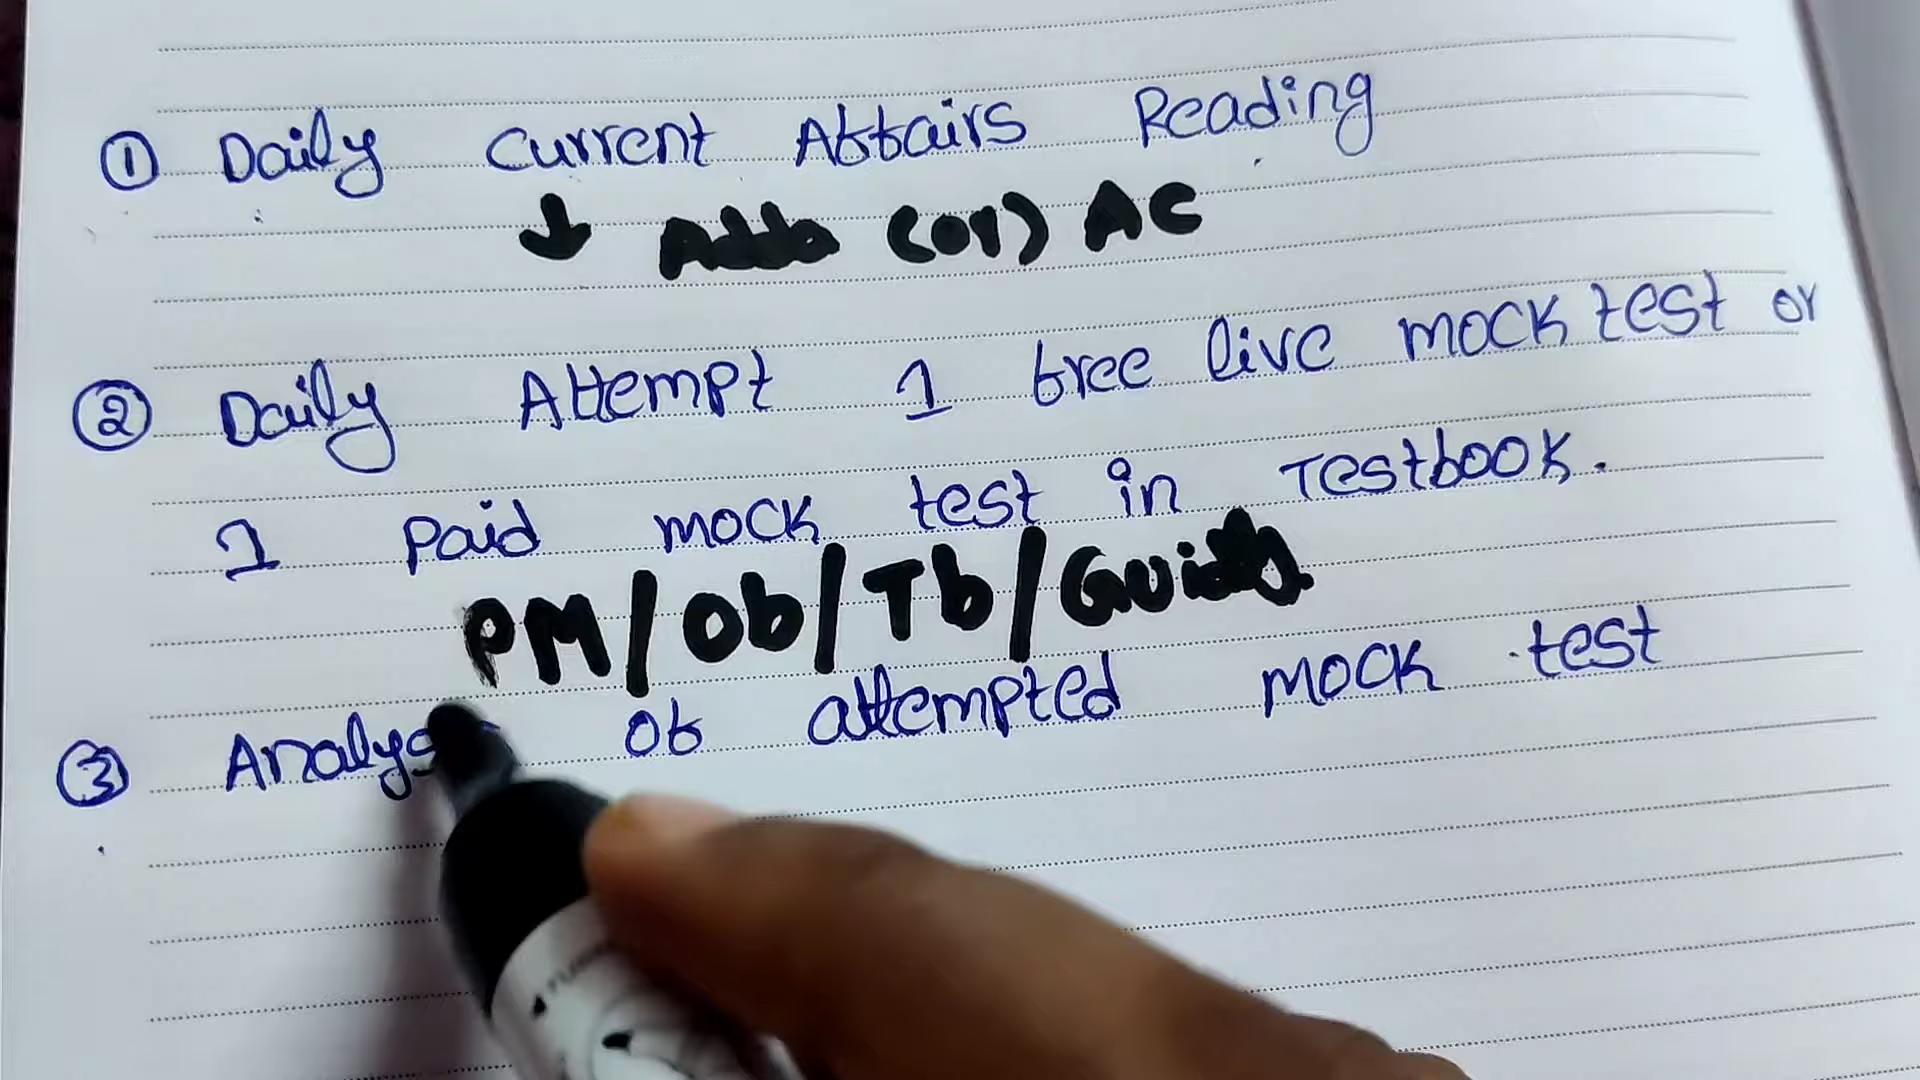 ① Daily Current Affairs Reading
↓ Adda (or) AC
② Daily Attempt 1 free live mock test or
1 paid mock test in Testbook.
PM/Ob/Tb/
③ of attempted mock test